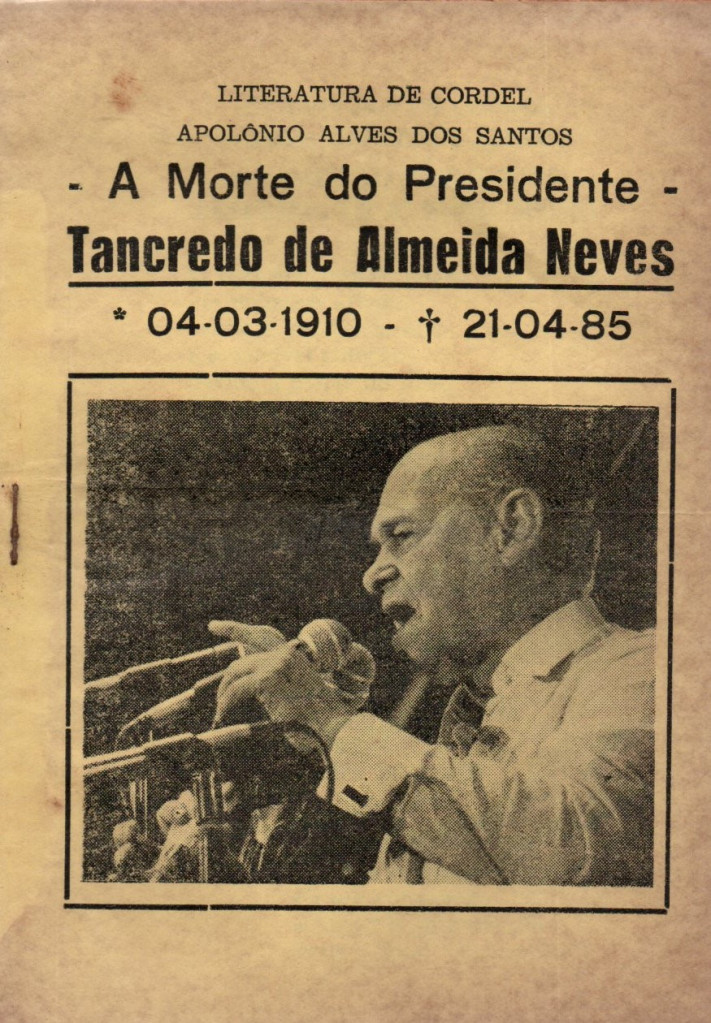 LITERATURA DE CORDEL
APOLÔNIO ALVES DOS SANTOS
- A Morte do Presidente -
Tancredo de Almeida Neves
* 04-03-1910 - † 21-04-85